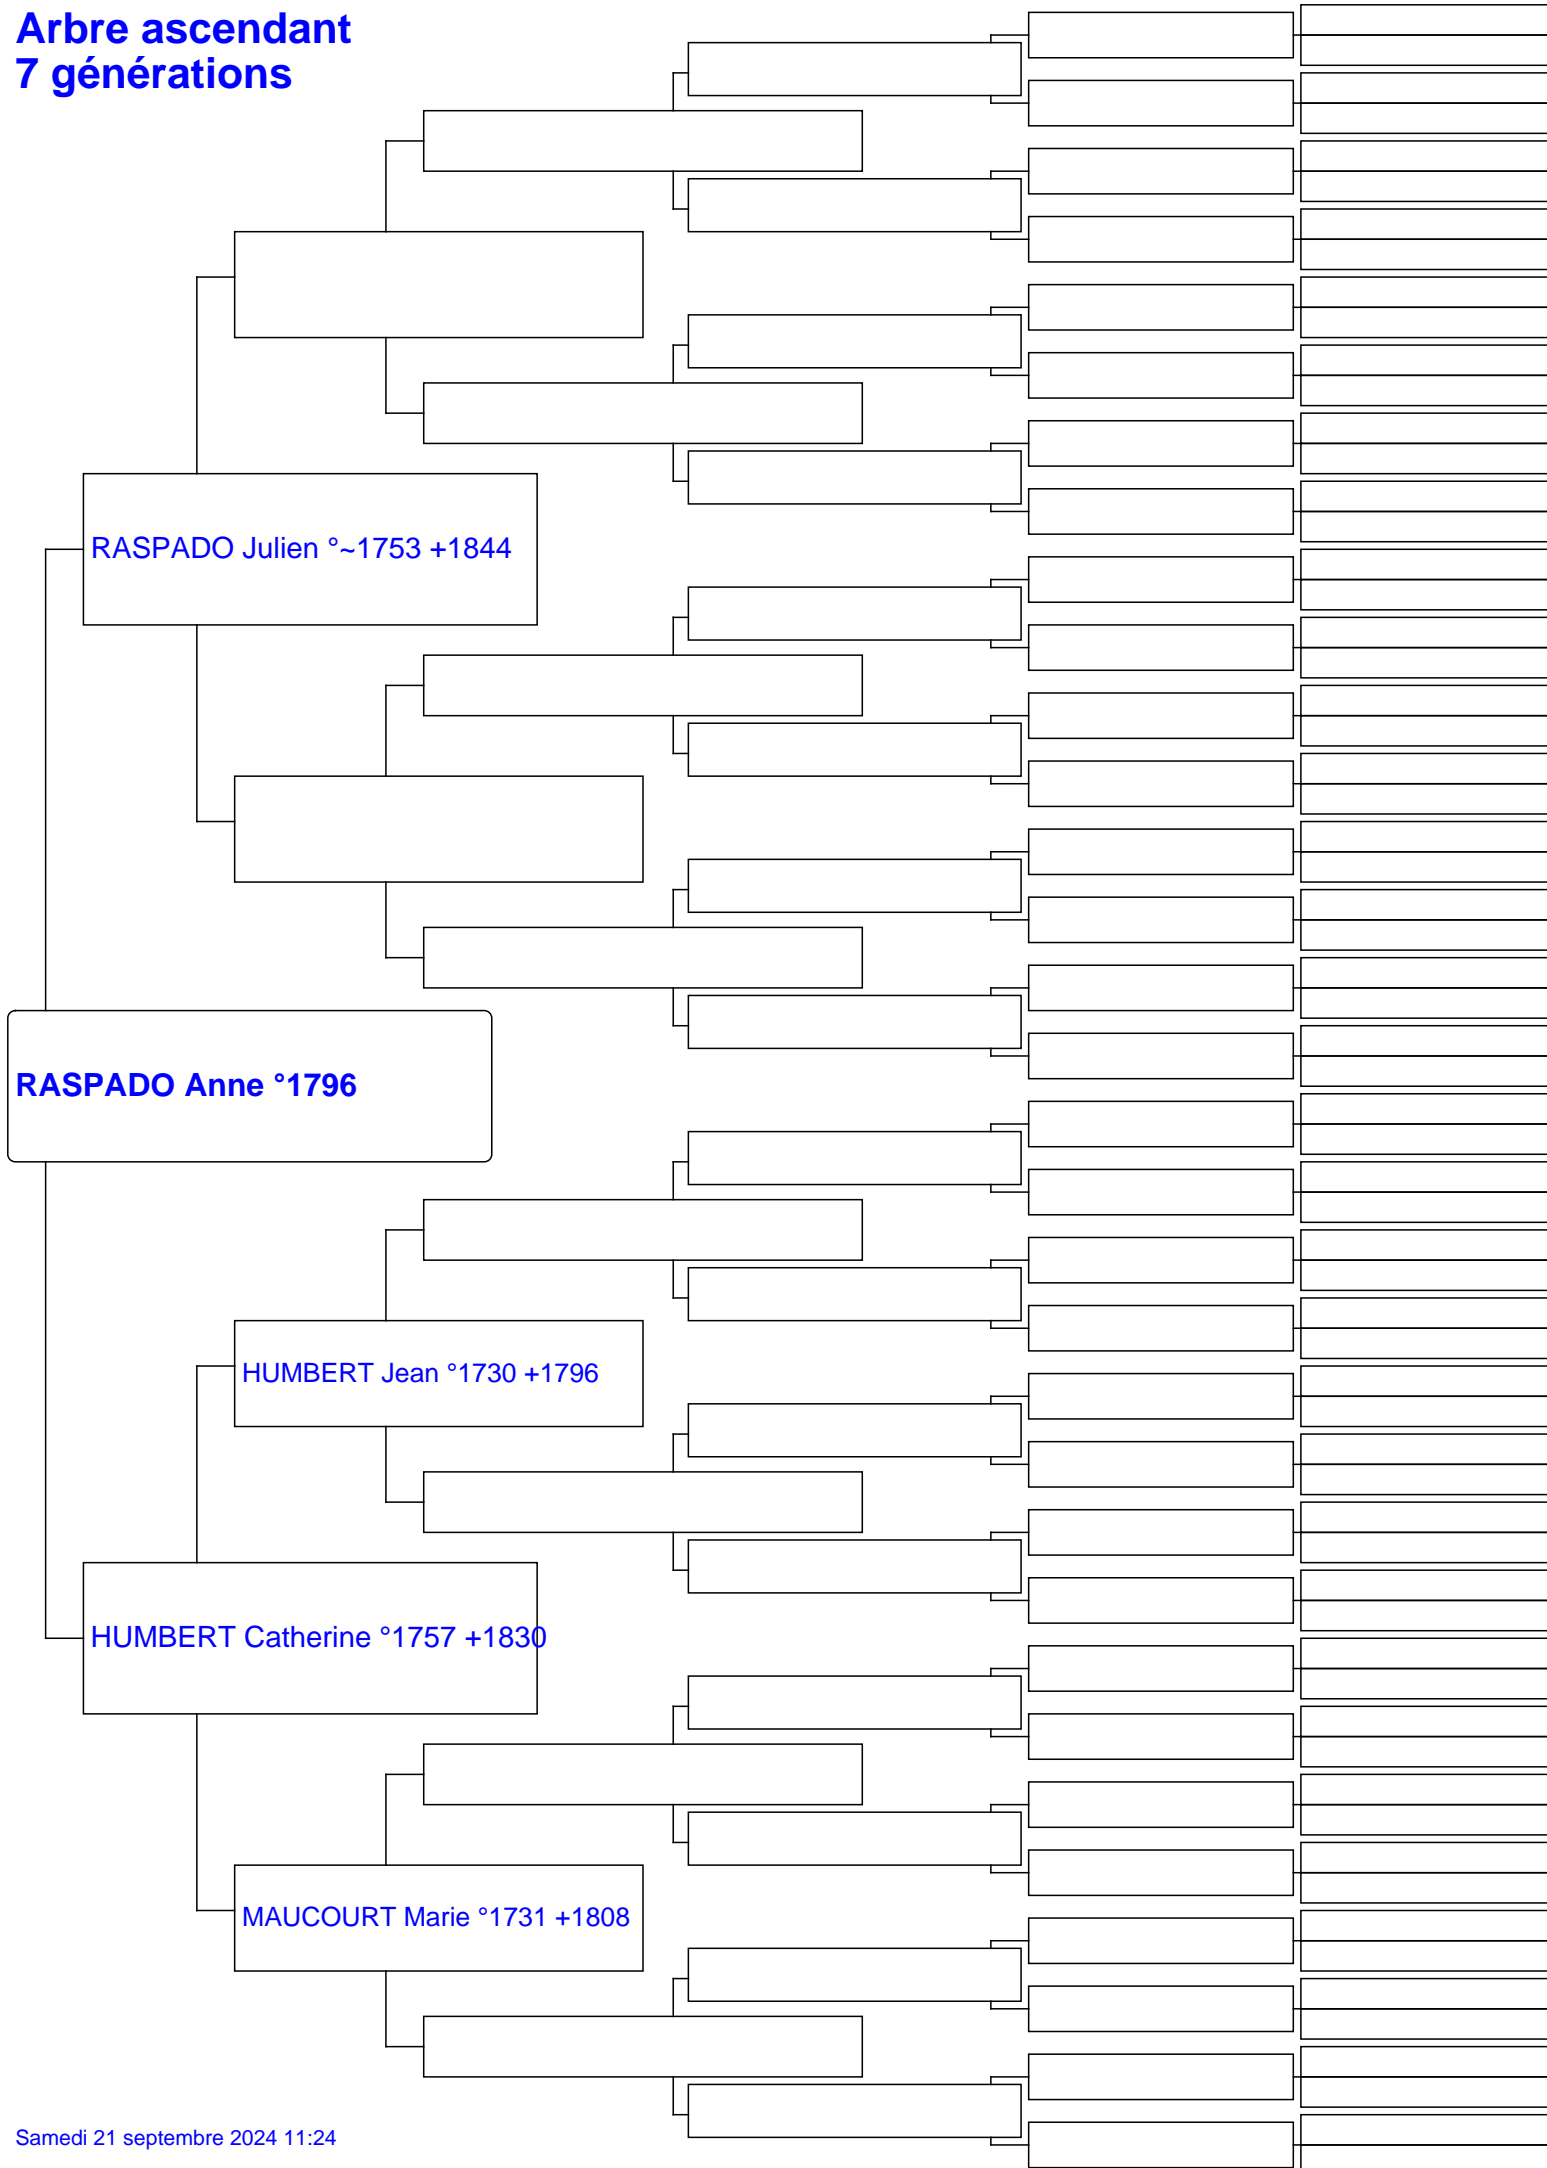 Arbre ascendant
7 générations
RASPADO Julien °~1753 +1844
RASPADO Anne °1796
HUMBERT Jean °1730 +1796
HUMBERT Catherine °1757 +1830
MAUCOURT Marie °1731 +1808
Samedi 21 septembre 2024 11:24